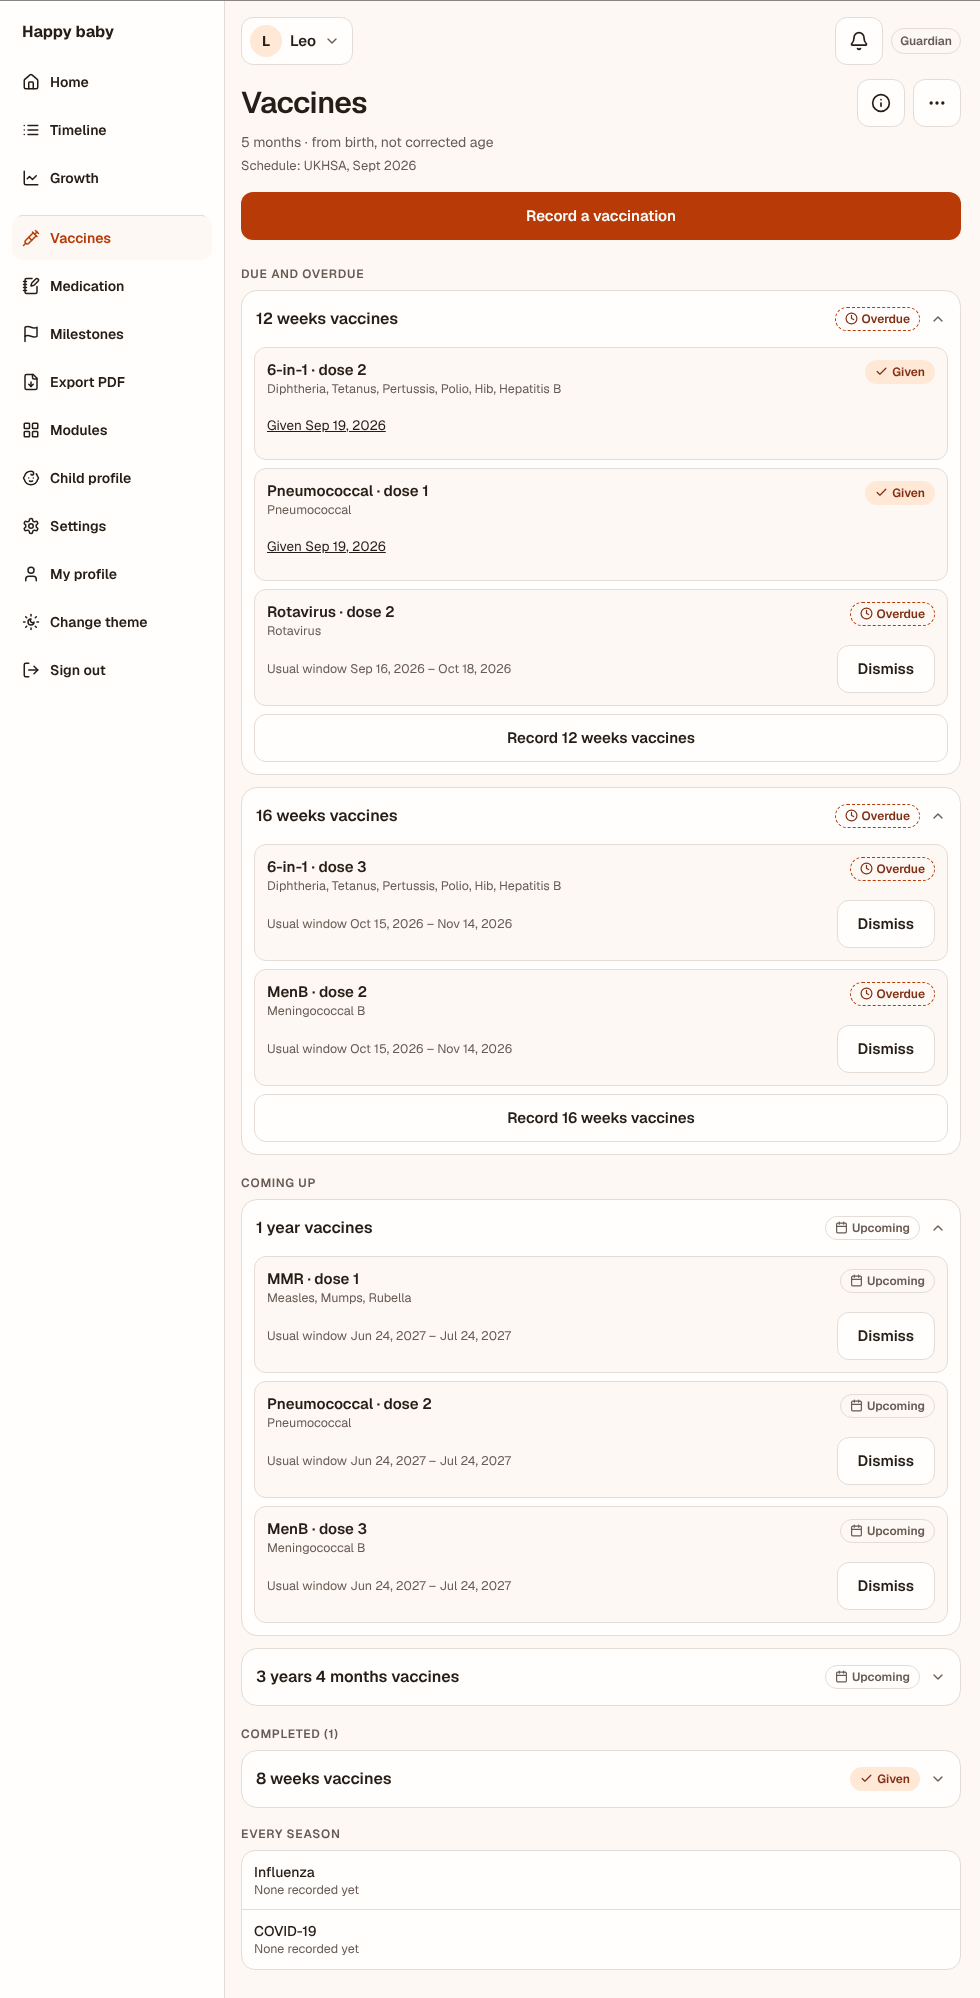 Happy baby
Home
Timeline
Growth
Vaccines
Medication
Milestones
Export PDF
Modules
Child profile
Settings
My profile
Change theme
Sign out
L Leo
Guardian
Vaccines
5 months · from birth, not corrected age
Schedule: UKHSA, Sept 2026
Record a vaccination
DUE AND OVERDUE
12 weeks vaccines Overdue
6-in-1 · dose 2 Given
Diphtheria, Tetanus, Pertussis, Polio, Hib, Hepatitis B
Given Sep 19, 2026
Pneumococcal · dose 1 Given
Pneumococcal
Given Sep 19, 2026
Rotavirus · dose 2 Overdue
Rotavirus
Usual window Sep 16, 2026 – Oct 18, 2026 Dismiss
Record 12 weeks vaccines
16 weeks vaccines Overdue
6-in-1 · dose 3 Overdue
Diphtheria, Tetanus, Pertussis, Polio, Hib, Hepatitis B
Usual window Oct 15, 2026 – Nov 14, 2026 Dismiss
MenB · dose 2 Overdue
Meningococcal B
Usual window Oct 15, 2026 – Nov 14, 2026 Dismiss
Record 16 weeks vaccines
COMING UP
1 year vaccines Upcoming
MMR · dose 1 Upcoming
Measles, Mumps, Rubella
Usual window Jun 24, 2027 – Jul 24, 2027 Dismiss
Pneumococcal · dose 2 Upcoming
Pneumococcal
Usual window Jun 24, 2027 – Jul 24, 2027 Dismiss
MenB · dose 3 Upcoming
Meningococcal B
Usual window Jun 24, 2027 – Jul 24, 2027 Dismiss
3 years 4 months vaccines Upcoming
COMPLETED (1)
8 weeks vaccines Given
EVERY SEASON
Influenza
None recorded yet
COVID-19
None recorded yet